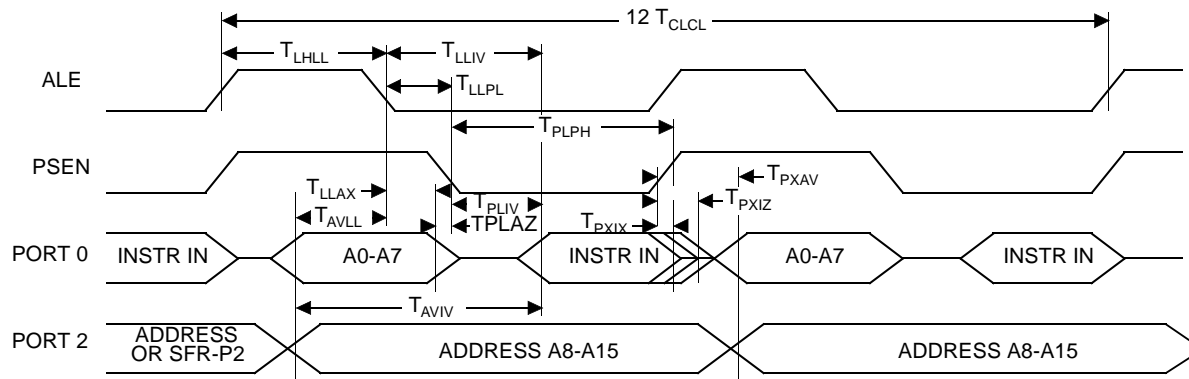 12 TCLCL
TLHLL
TLLIV
ALE
TLLPL
TPLPH
PSEN
TLLAX
TPXAV
TPLIV
TPXIZ
TAVLL
TPLAZ
TPXIX
PORT 0
INSTR IN
A0-A7
INSTR IN
A0-A7
INSTR IN
TAVIV
PORT 2
ADDRESS
OR SFR-P2
ADDRESS A8-A15
ADDRESS A8-A15